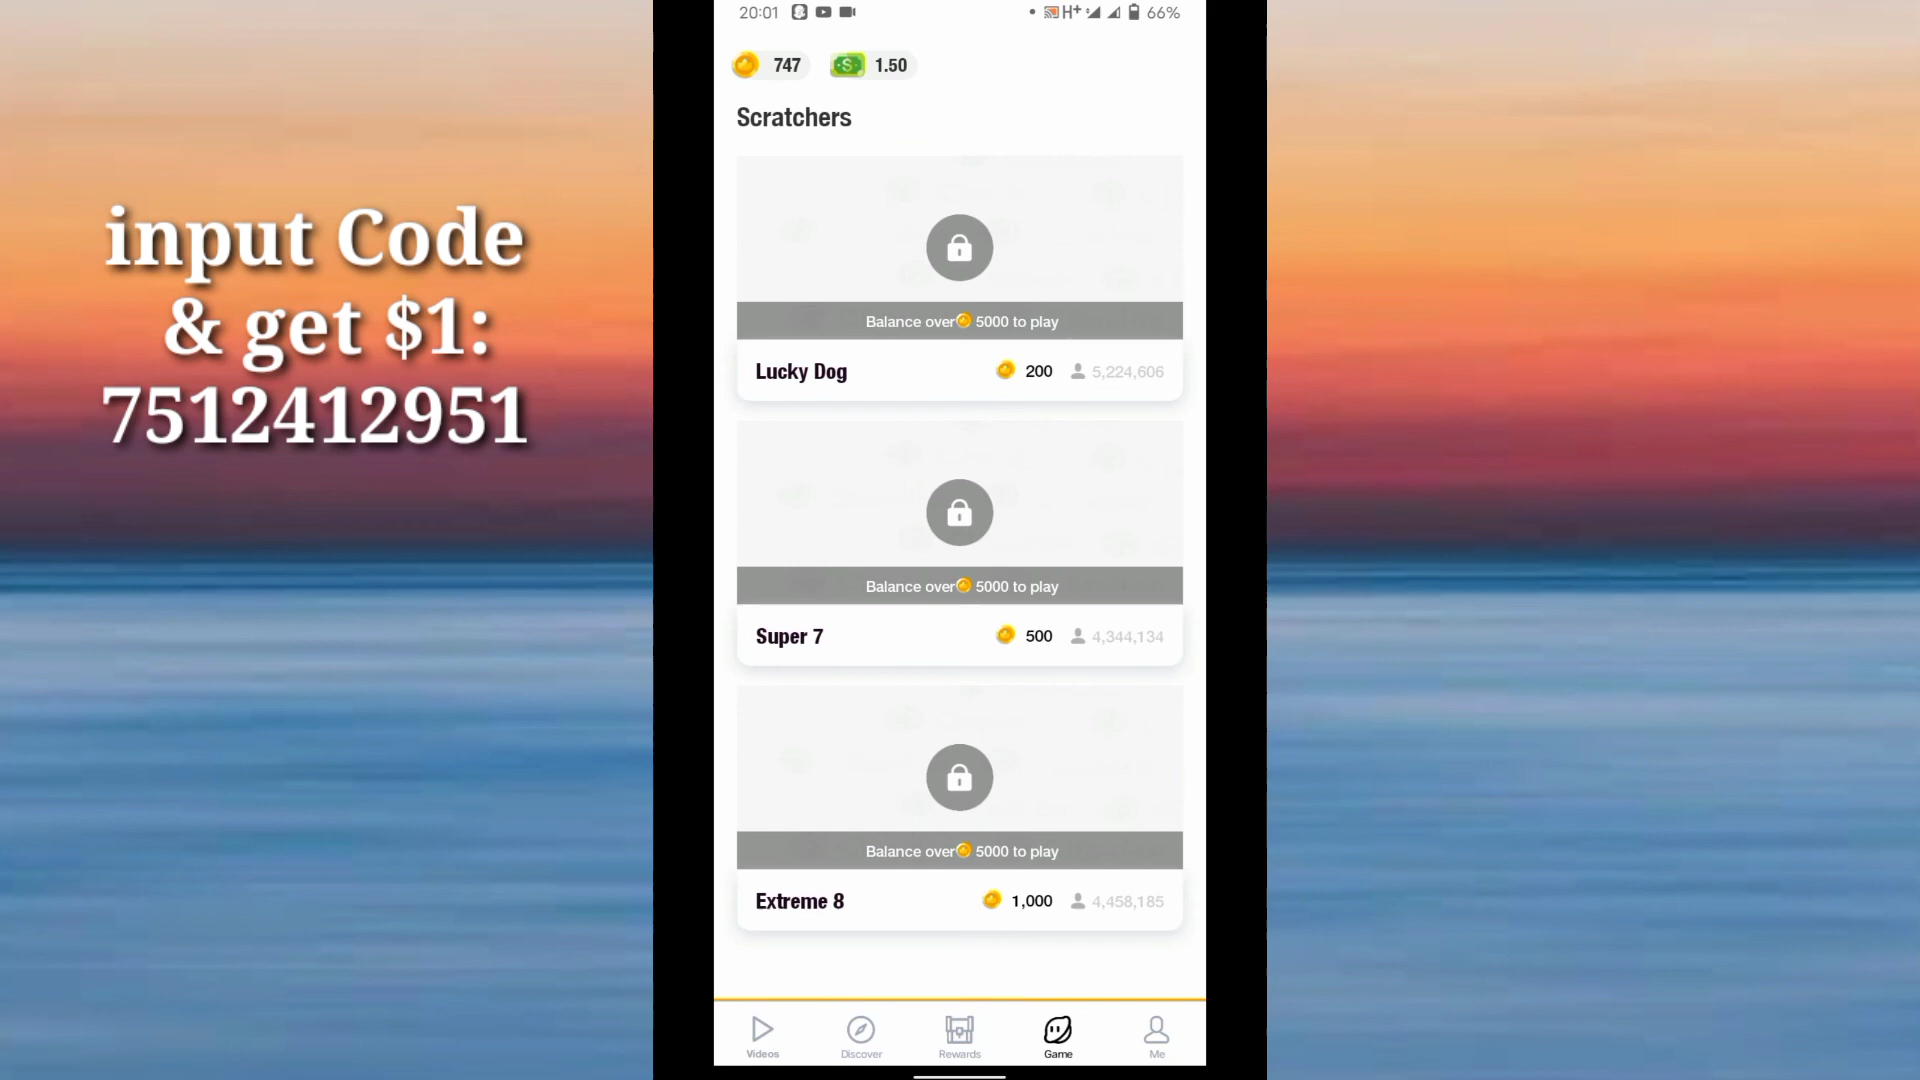 input Code
& get $1:
7512412951
20:01 H+ 66%
747 1.50
Scratchers
Balance over 5000 to play
Lucky Dog 200 5,224,606
Balance over 5000 to play
Super 7 500 4,344,134
Balance over 5000 to play
Extreme 8 1,000 4,458,185
Videos Discover Rewards Game Me